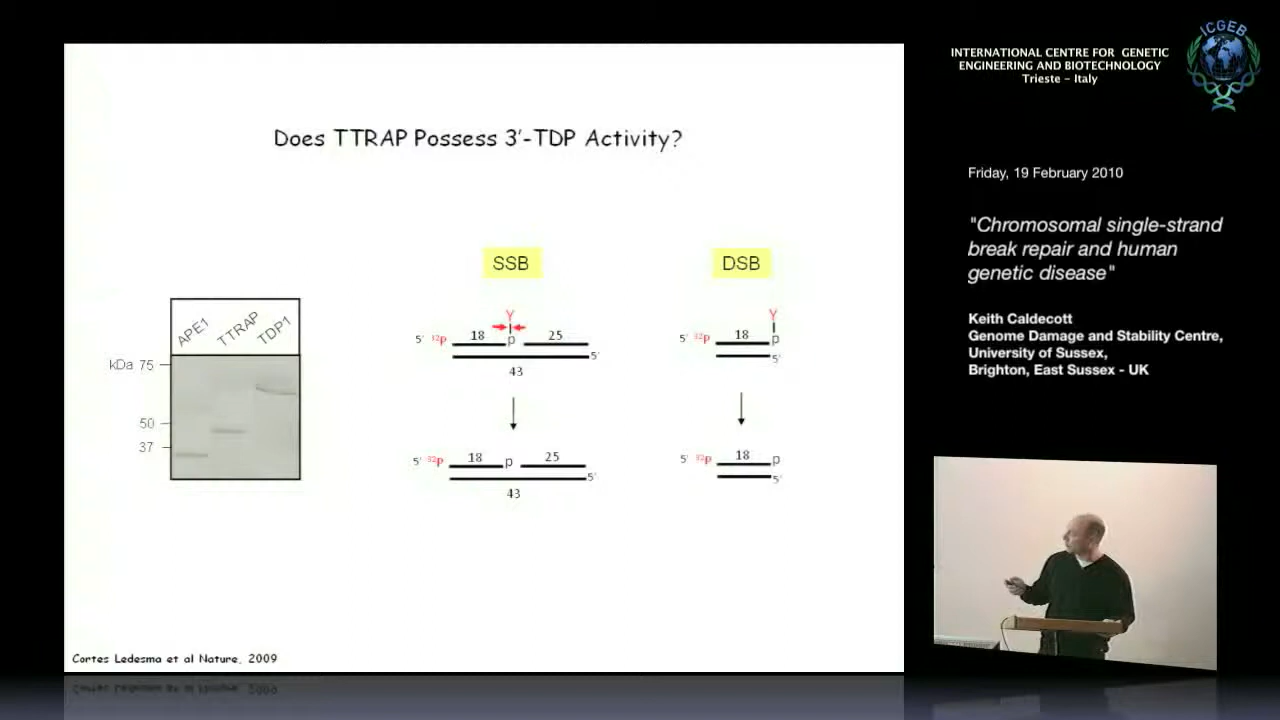 Does TTRAP Possess 3'-TDP Activity?
SSB
DSB
APE1
TTRAP
TDP1
kDa 75
50
37
Y
5' 32p 18 p 25
5'
43
Y
5' 32p 18 p
5'
5' 32p 18 p 25
5'
43
5' 32p 18 p
5'
Cortes Ledesma et al Nature, 2009
ICGEB
INTERNATIONAL CENTRE FOR GENETIC
ENGINEERING AND BIOTECHNOLOGY
Trieste - Italy
Friday, 19 February 2010
"Chromosomal single-strand
break repair and human
genetic disease"
Keith Caldecott
Genome Damage and Stability Centre,
University of Sussex,
Brighton, East Sussex - UK